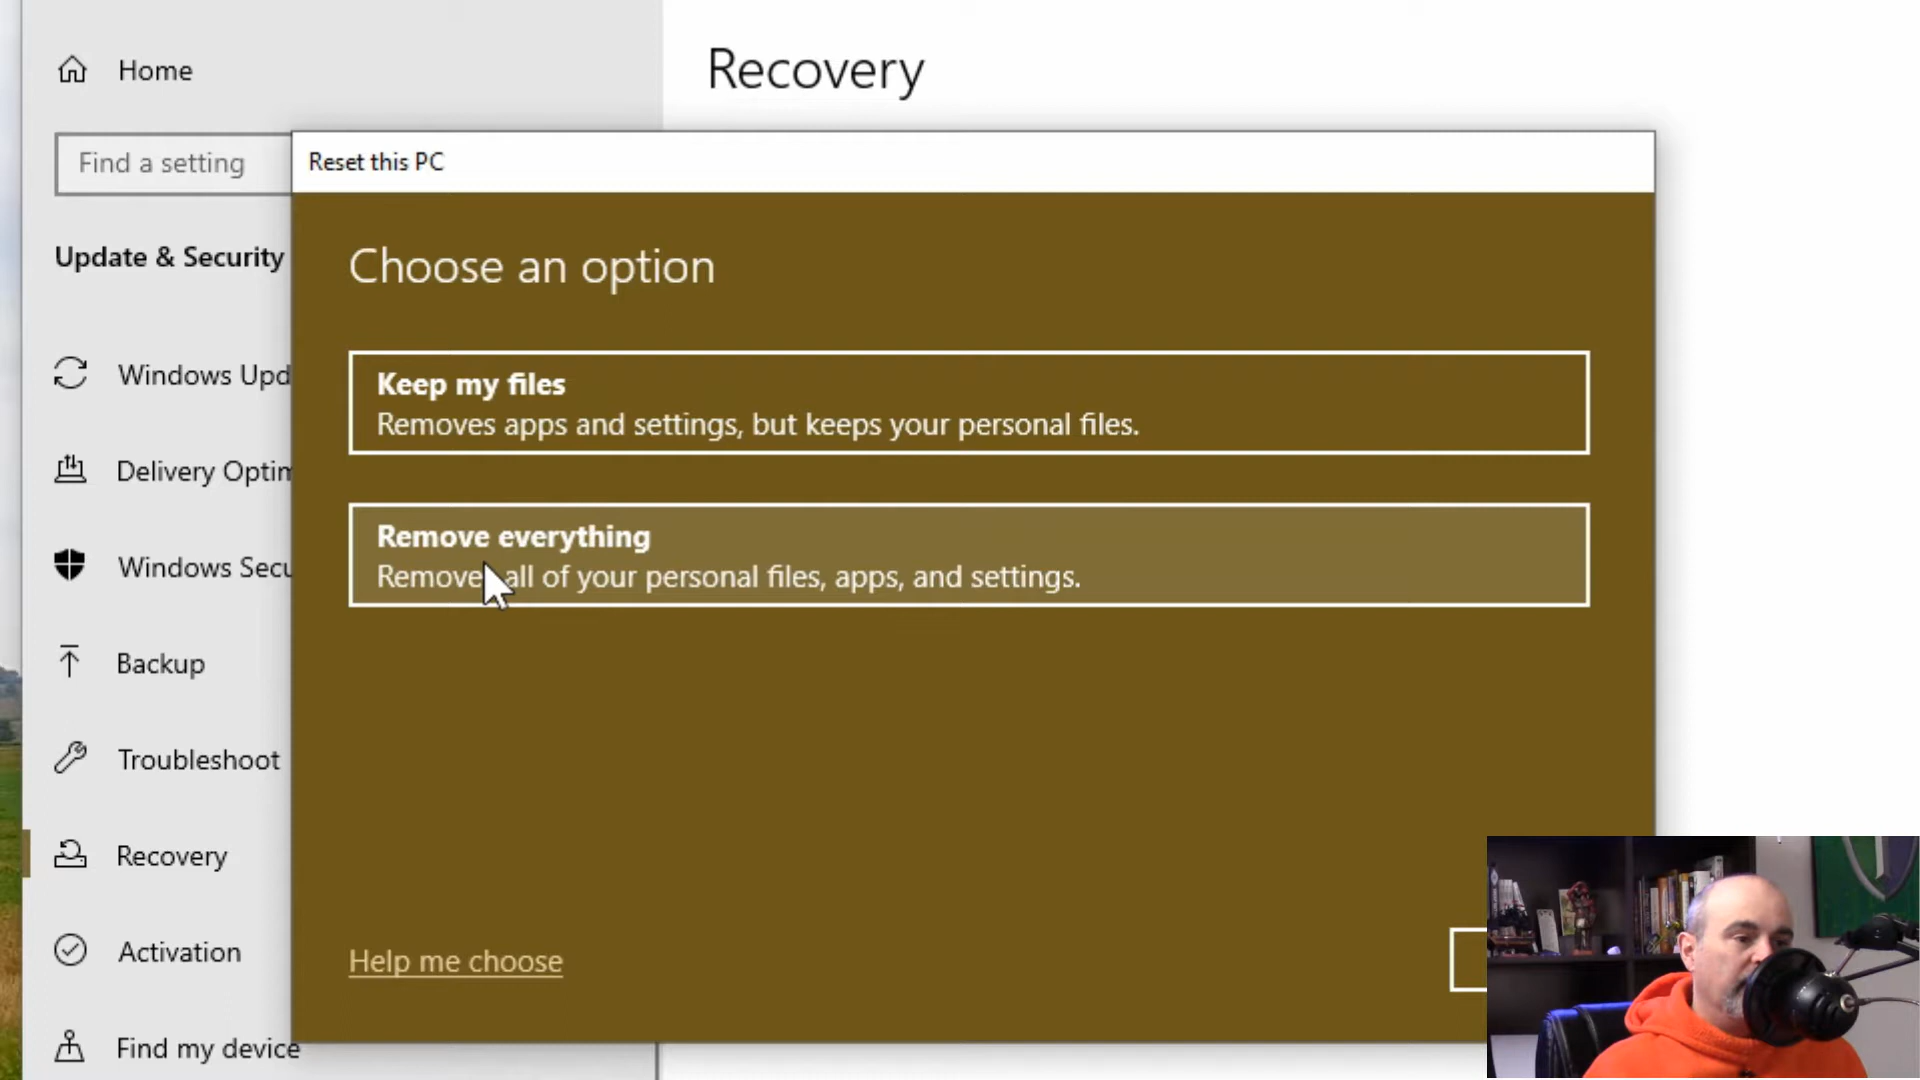 Home
Recovery
Find a setting
Reset this PC
Update & Security
Choose an option
Windows Upd
Keep my files
Removes apps and settings, but keeps your personal files.
Delivery Optim
Remove everything
Remove all of your personal files, apps, and settings.
Windows Secu
Backup
Troubleshoot
Recovery
Activation
Help me choose
Find my device